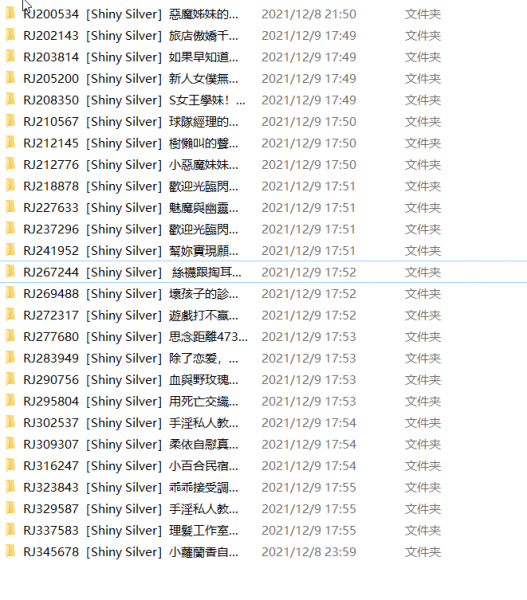 RJ200534 [Shiny Silver] 惡魔姊妹的... 2021/12/8 21:50 文件夹
RJ202143 [Shiny Silver] 旅店傲嬌千... 2021/12/9 17:49 文件夹
RJ203814 [Shiny Silver] 如果早知道... 2021/12/9 17:49 文件夹
RJ205200 [Shiny Silver] 新人女僕無... 2021/12/9 17:49 文件夹
RJ208350 [Shiny Silver] S女王學妹！... 2021/12/9 17:49 文件夹
RJ210567 [Shiny Silver] 球隊經理的... 2021/12/9 17:50 文件夹
RJ212145 [Shiny Silver] 樹懶叫的聲... 2021/12/9 17:50 文件夹
RJ212776 [Shiny Silver] 小惡魔妹妹... 2021/12/9 17:50 文件夹
RJ218878 [Shiny Silver] 歡迎光臨閃... 2021/12/9 17:51 文件夹
RJ227633 [Shiny Silver] 魅魔與幽靈... 2021/12/9 17:51 文件夹
RJ237296 [Shiny Silver] 歡迎光臨閃... 2021/12/9 17:51 文件夹
RJ241952 [Shiny Silver] 幫妳實現願... 2021/12/9 17:51 文件夹
RJ267244 [Shiny Silver] 絲襪跟掏耳... 2021/12/9 17:52 文件夹
RJ269488 [Shiny Silver] 壞孩子的診... 2021/12/9 17:52 文件夹
RJ272317 [Shiny Silver] 遊戲打不贏... 2021/12/9 17:52 文件夹
RJ277680 [Shiny Silver] 思念距離473... 2021/12/9 17:53 文件夹
RJ283949 [Shiny Silver] 除了恋爱，... 2021/12/9 17:53 文件夹
RJ290756 [Shiny Silver] 血與野玫瑰... 2021/12/9 17:53 文件夹
RJ295804 [Shiny Silver] 用死亡交織... 2021/12/9 17:53 文件夹
RJ302537 [Shiny Silver] 手淫私人教... 2021/12/9 17:54 文件夹
RJ309307 [Shiny Silver] 柔依自慰真... 2021/12/9 17:54 文件夹
RJ316247 [Shiny Silver] 小百合民宿... 2021/12/9 17:54 文件夹
RJ323843 [Shiny Silver] 乖乖接受調... 2021/12/9 17:55 文件夹
RJ329587 [Shiny Silver] 手淫私人教... 2021/12/9 17:55 文件夹
RJ337583 [Shiny Silver] 理髮工作室... 2021/12/9 17:55 文件夹
RJ345678 [Shiny Silver] 小蘿蘭香自... 2021/12/8 23:59 文件夹